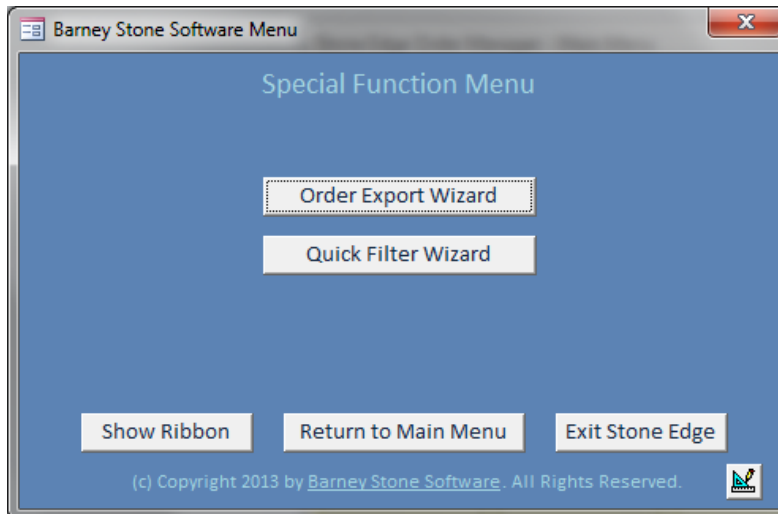 Barney Stone Software Menu
Special Function Menu
Order Export Wizard
Quick Filter Wizard
Show Ribbon
Return to Main Menu
Exit Stone Edge
(c) Copyright 2013 by Barney Stone Software. All Rights Reserved.